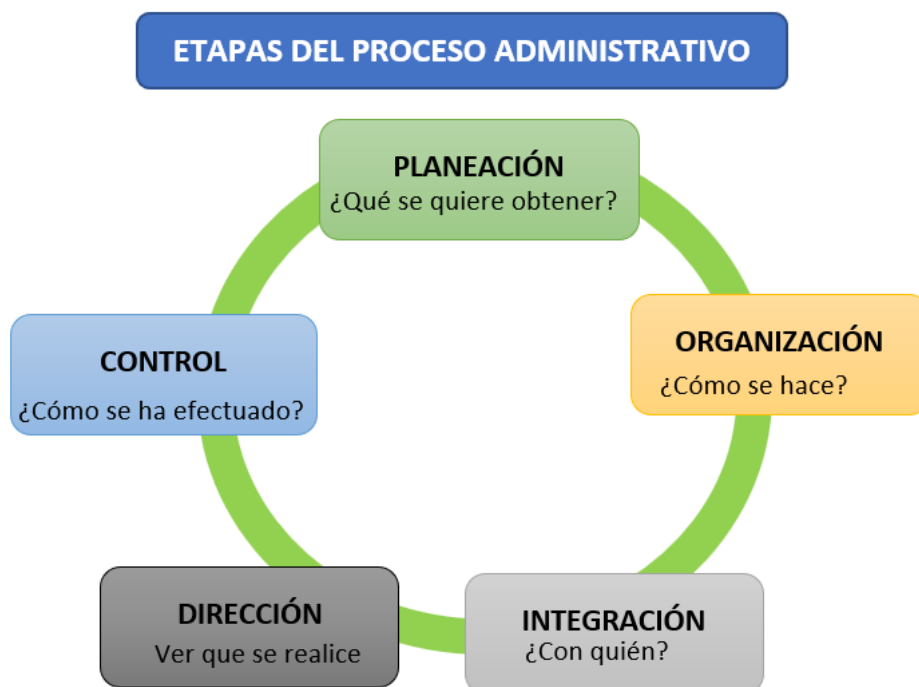 ETAPAS DEL PROCESO ADMINISTRATIVO
PLANEACIÓN
¿Qué se quiere obtener?
ORGANIZACIÓN
¿Cómo se hace?
INTEGRACIÓN
¿Con quién?
DIRECCIÓN
Ver que se realice
CONTROL
¿Cómo se ha efectuado?